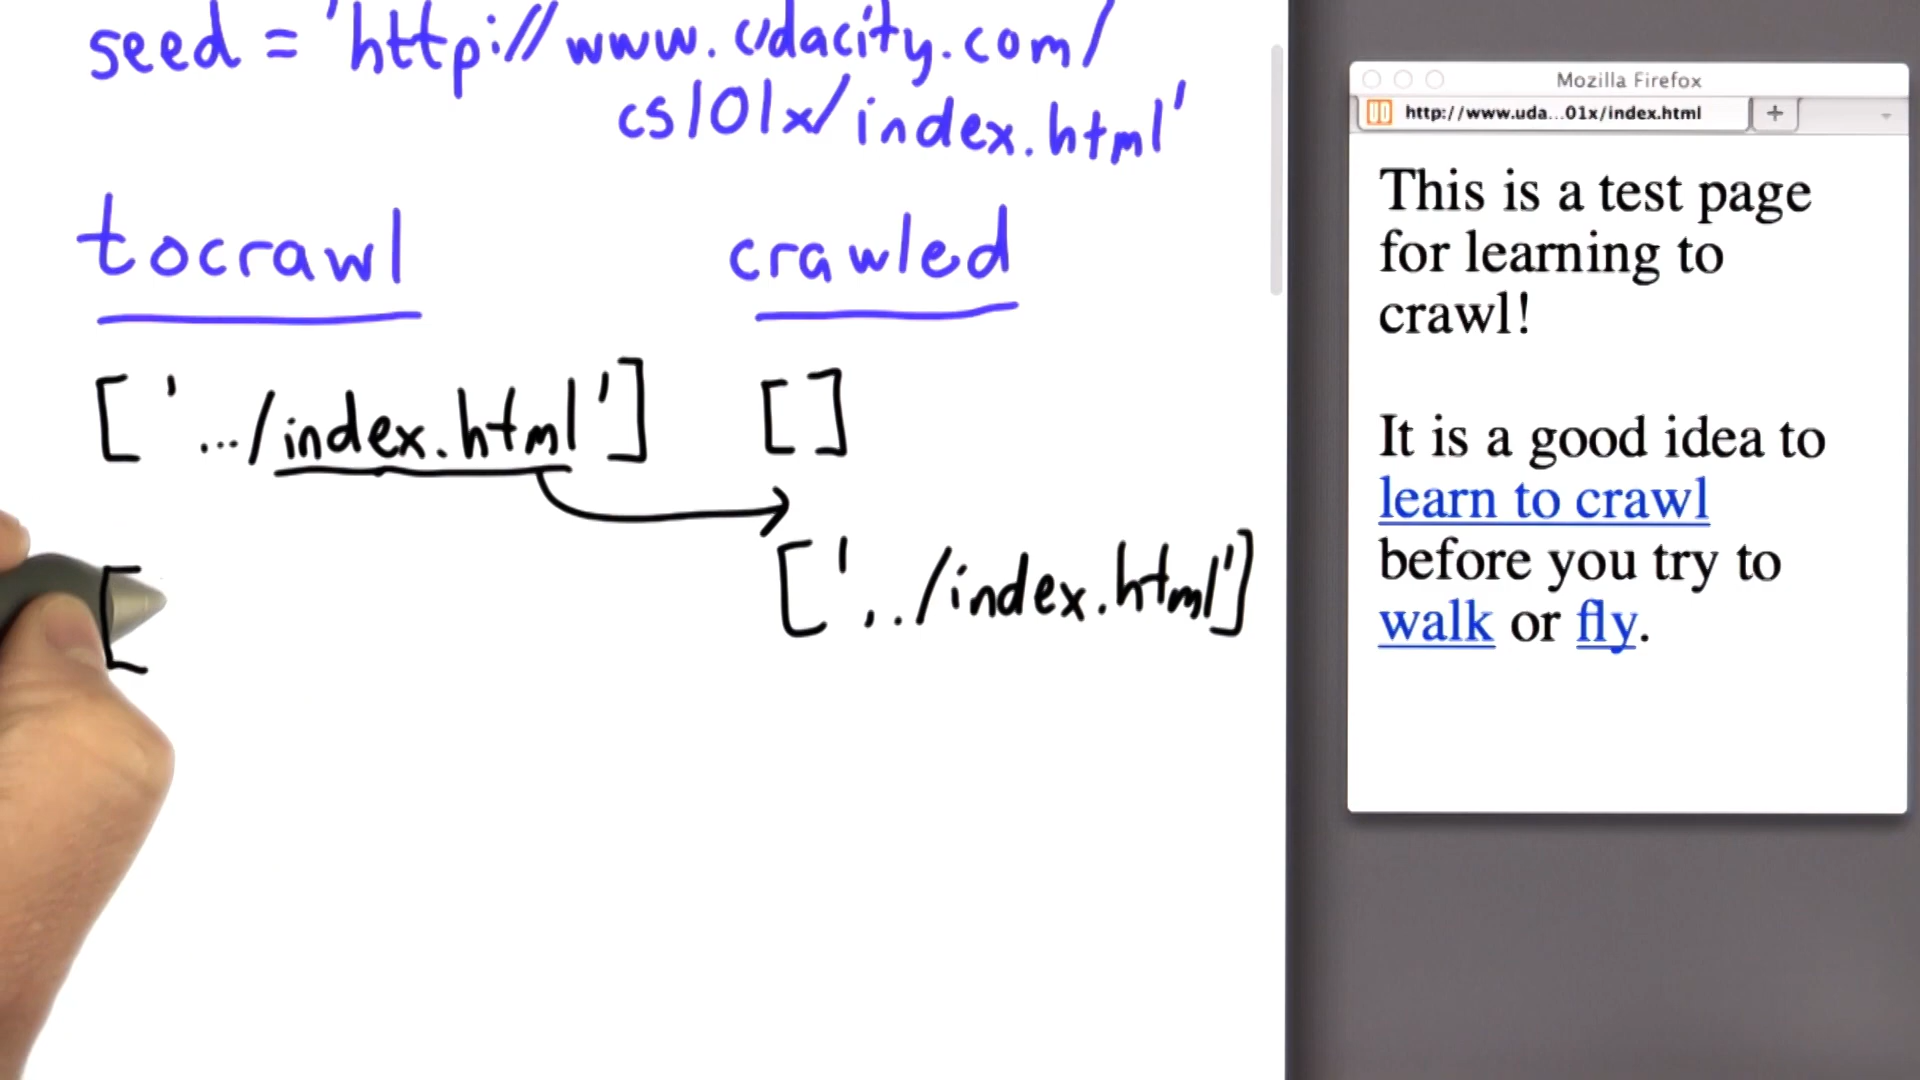 seed = 'http://www.udacity.com/
cs101x/index.html'
tocrawl crawled
['.../index.html'] []
['../index.html']
[
Mozilla Firefox
http://www.uda...01x/index.html
+
This is a test page
for learning to
crawl!
It is a good idea to
learn to crawl
before you try to
walk or fly.